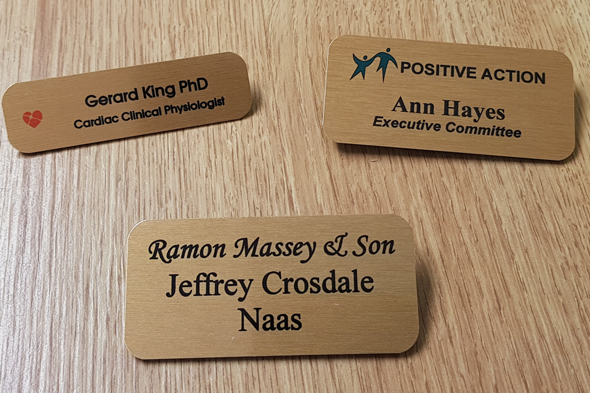 Gerard King PhD
Cardiac Clinical Physiologist
POSITIVE ACTION
Ann Hayes
Executive Committee
Ramon Massey & Son
Jeffrey Crosdale
Naas